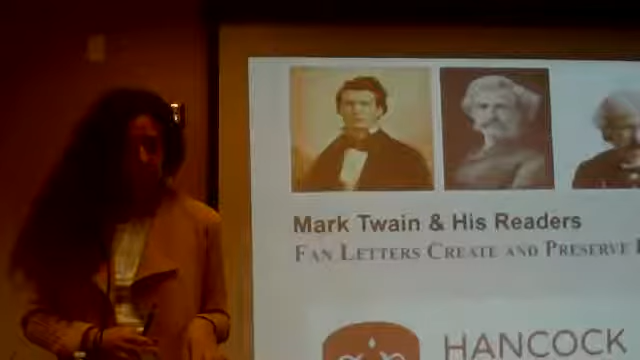 Mark Twain & His Readers
FAN LETTERS CREATE AND PRESERVE
HANCOCK